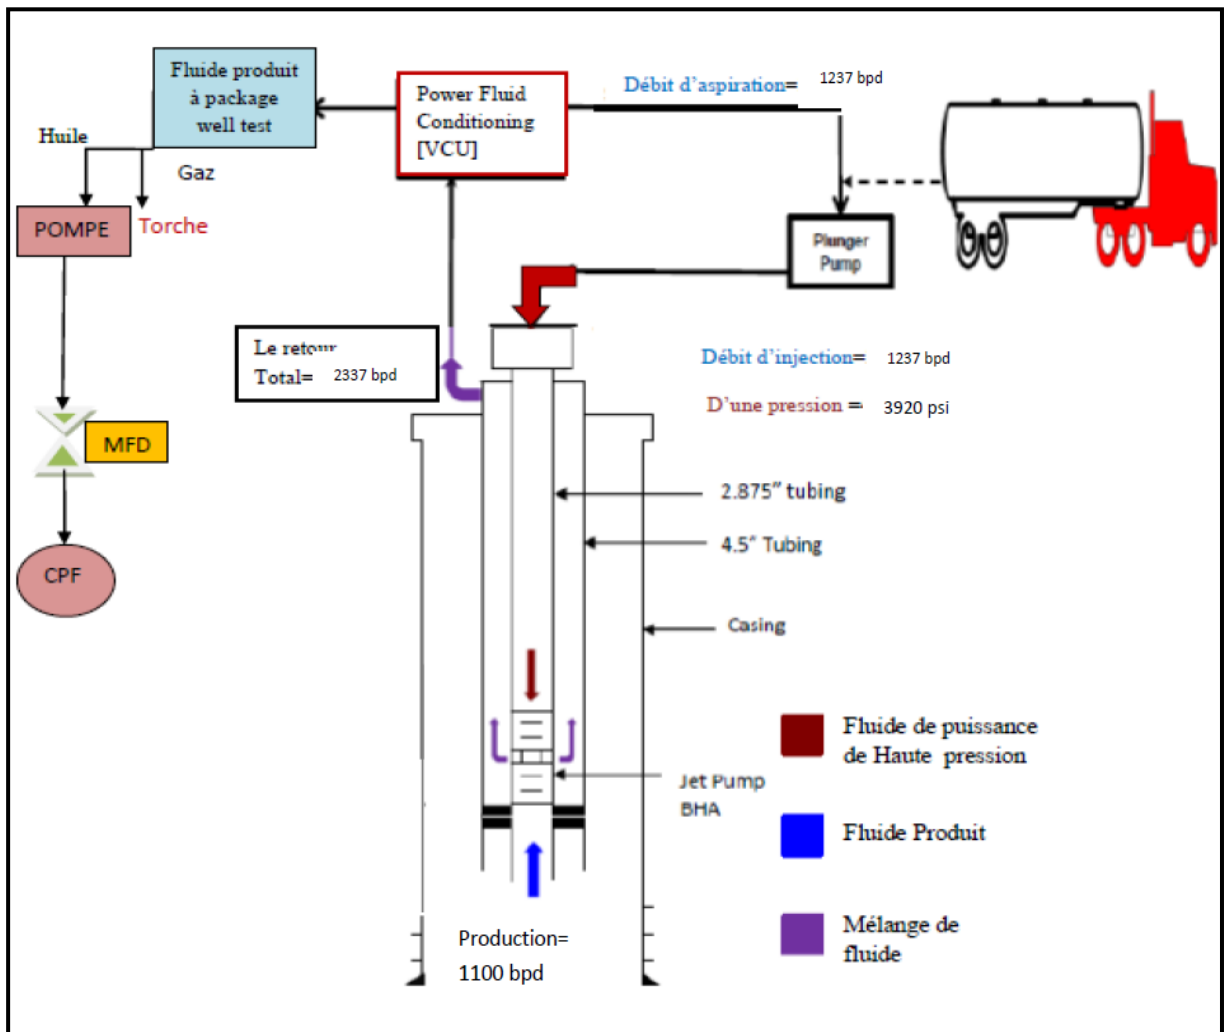 Fluide produit
à package
well test
Power Fluid
Conditioning
[VCU]
Débit d’aspiration= 1237 bpd
Huile
Gaz
POMPE
Torche
Plunger
Pump
Le retour
Total= 2337 bpd
Débit d’injection= 1237 bpd
D’une pression = 3920 psi
MFD
2.875” tubing
4.5” Tubing
CPF
Casing
Fluide de puissance
de Haute pression
Jet Pump
BHA
Fluide Produit
Production=
1100 bpd
Mélange de
fluide